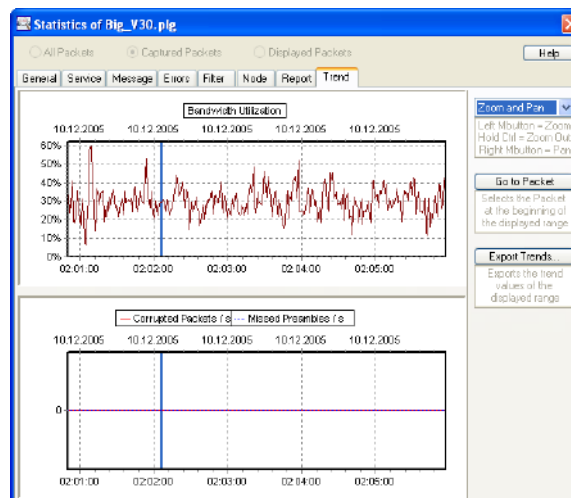 Statistics of Big_V30.plg
All Packets Captured Packets Displayed Packets
Help
General Service Message Errors Filter Node Report Trend
Bandwidth Utilization
10.12.2005 10.12.2005 10.12.2005 10.12.2005 10.12.2005
60%
50%
40%
30%
20%
10%
0%
02:01:00 02:02:00 02:03:00 02:04:00 02:05:00
Zoom and Pan
Left Mbutton = Zoom
Hold Ctrl = Zoom Out
Right Mbutton = Pan
Go to Packet
Selects the Packet
at the beginning of
the displayed range
Export Trends...
Exports the trend
values of the
displayed range
Corrupted Packets / s Missed Preambles / s
10.12.2005 10.12.2005 10.12.2005 10.12.2005 10.12.2005
0
02:01:00 02:02:00 02:03:00 02:04:00 02:05:00